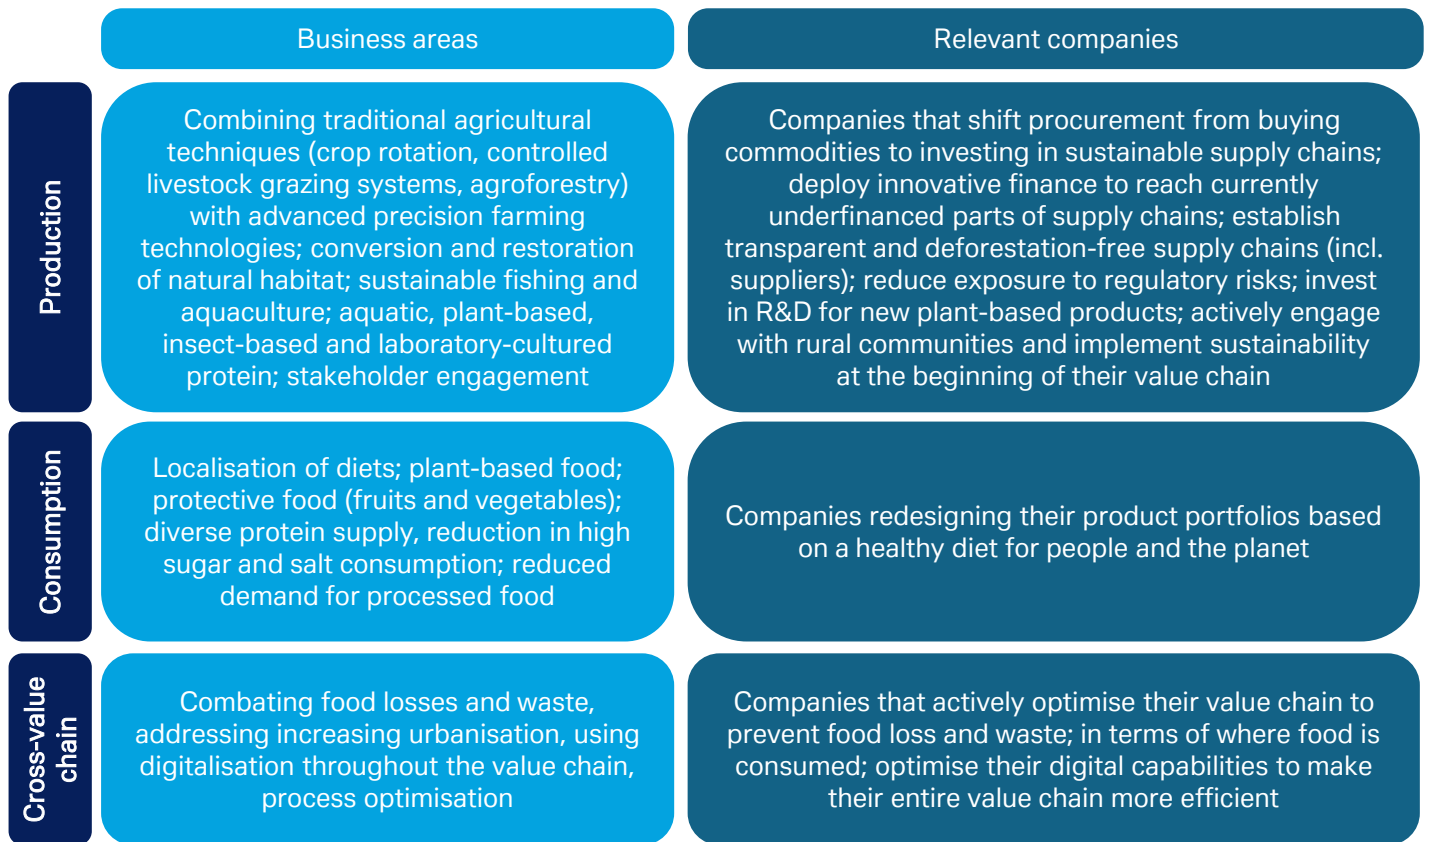 Business areas
Relevant companies
Production
Combining traditional agricultural
techniques (crop rotation, controlled
livestock grazing systems, agroforestry)
with advanced precision farming
technologies; conversion and restoration
of natural habitat; sustainable fishing and
aquaculture; aquatic, plant-based,
insect-based and laboratory-cultured
protein; stakeholder engagement
Companies that shift procurement from buying
commodities to investing in sustainable supply chains;
deploy innovative finance to reach currently
underfinanced parts of supply chains; establish
transparent and deforestation-free supply chains (incl.
suppliers); reduce exposure to regulatory risks; invest
in R&D for new plant-based products; actively engage
with rural communities and implement sustainability
at the beginning of their value chain
Consumption
Localisation of diets; plant-based food;
protective food (fruits and vegetables);
diverse protein supply, reduction in high
sugar and salt consumption; reduced
demand for processed food
Companies redesigning their product portfolios based
on a healthy diet for people and the planet
Cross-value
chain
Combating food losses and waste,
addressing increasing urbanisation, using
digitalisation throughout the value chain,
process optimisation
Companies that actively optimise their value chain to
prevent food loss and waste; in terms of where food is
consumed; optimise their digital capabilities to make
their entire value chain more efficient